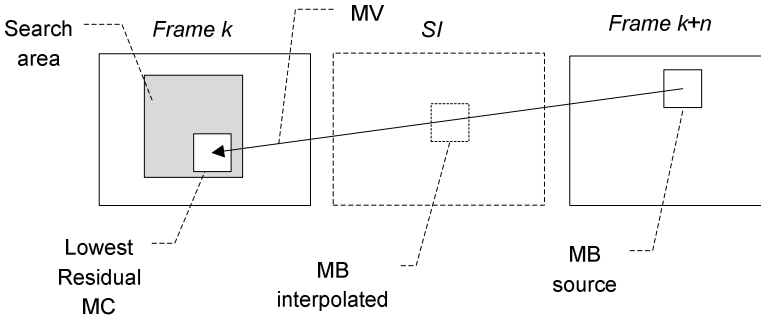 Search
area
Frame k
MV
SI
Frame k+n
Lowest
Residual
MC
MB
interpolated
MB
source